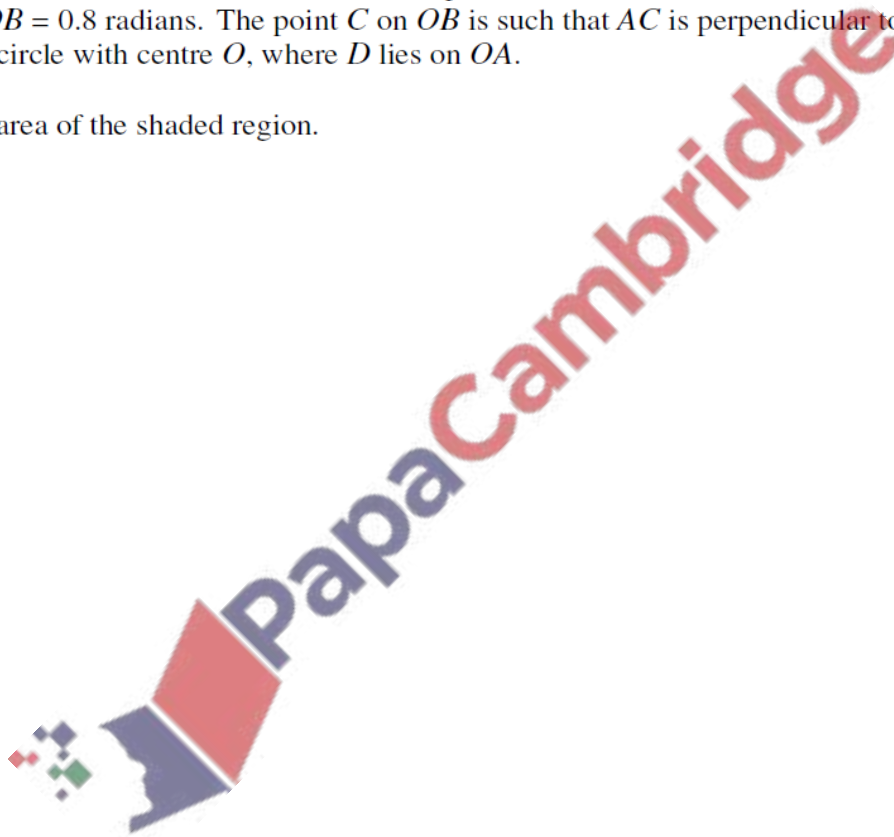 B = 0.8 radians. The point C on OB is such that AC is perpendicular to
circle with centre O, where D lies on OA.
area of the shaded region.
PapaCambridge